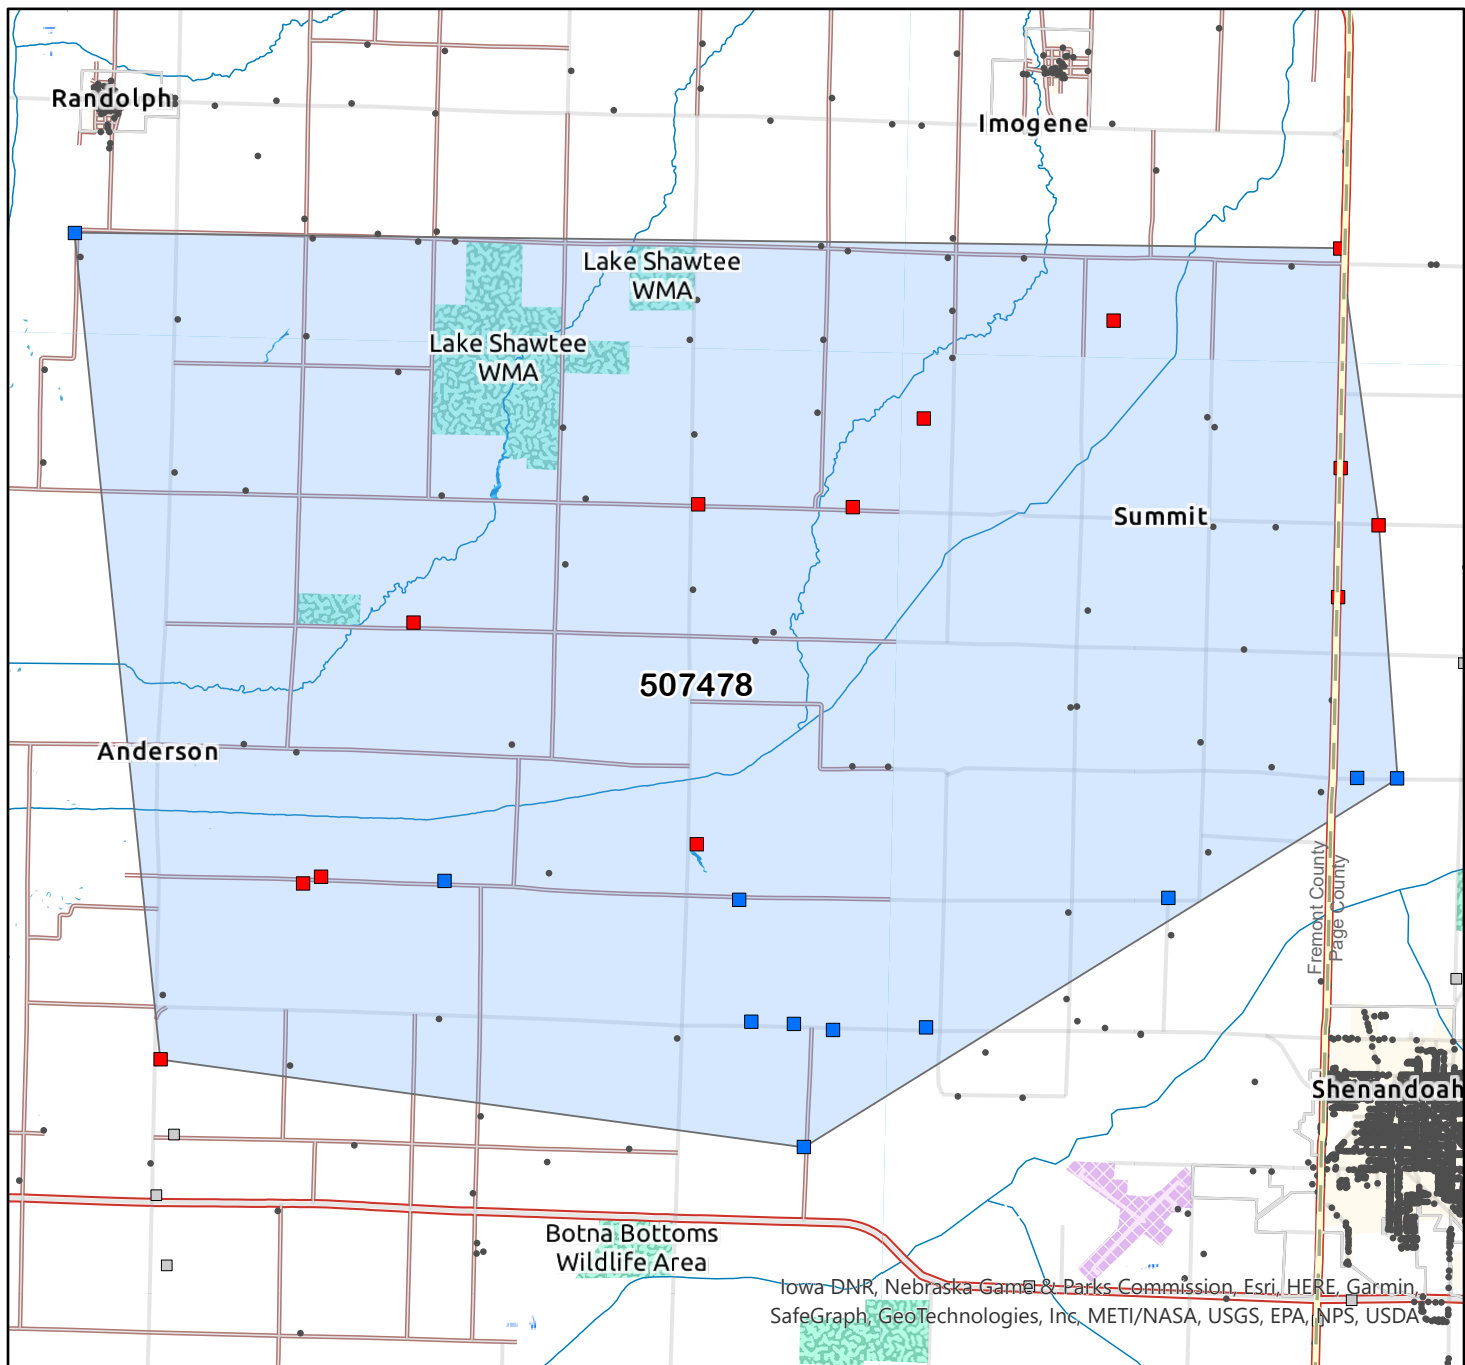 Randolph
Imogene
Lake Shawtee
WMA
Lake Shawtee
WMA
Summit
507478
Anderson
Fremont County
Page County
Shenandoah
Botna Bottoms
Wildlife Area
Iowa DNR, Nebraska Game & Parks Commission, Esri, HERE, Garmin,
SafeGraph, GeoTechnologies, Inc, METI/NASA, USGS, EPA, NPS, USDA